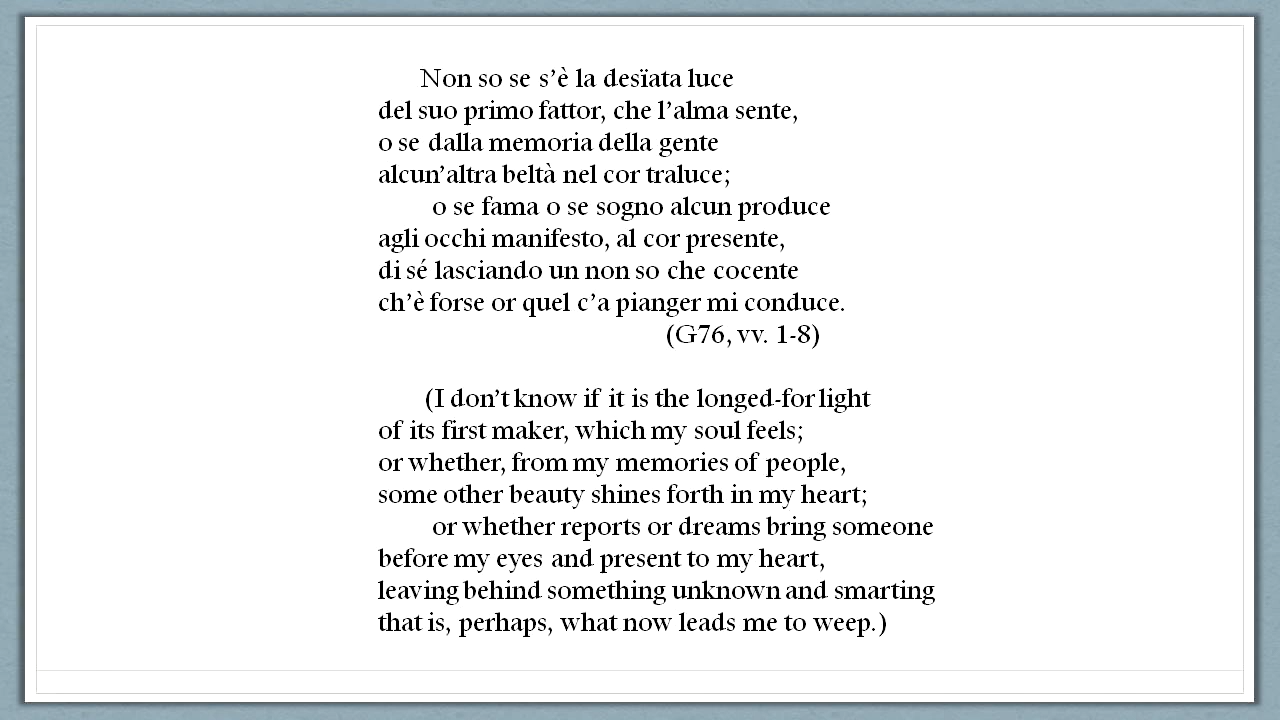 Non so se s’è la desïata luce
del suo primo fattor, che l’alma sente,
o se dalla memoria della gente
alcun’altra beltà nel cor traluce;
o se fama o se sogno alcun produce
agli occhi manifesto, al cor presente,
di sé lasciando un non so che cocente
ch’è forse or quel c’a pianger mi conduce.
(G76, vv. 1-8)
(I don’t know if it is the longed-for light
of its first maker, which my soul feels;
or whether, from my memories of people,
some other beauty shines forth in my heart;
or whether reports or dreams bring someone
before my eyes and present to my heart,
leaving behind something unknown and smarting
that is, perhaps, what now leads me to weep.)